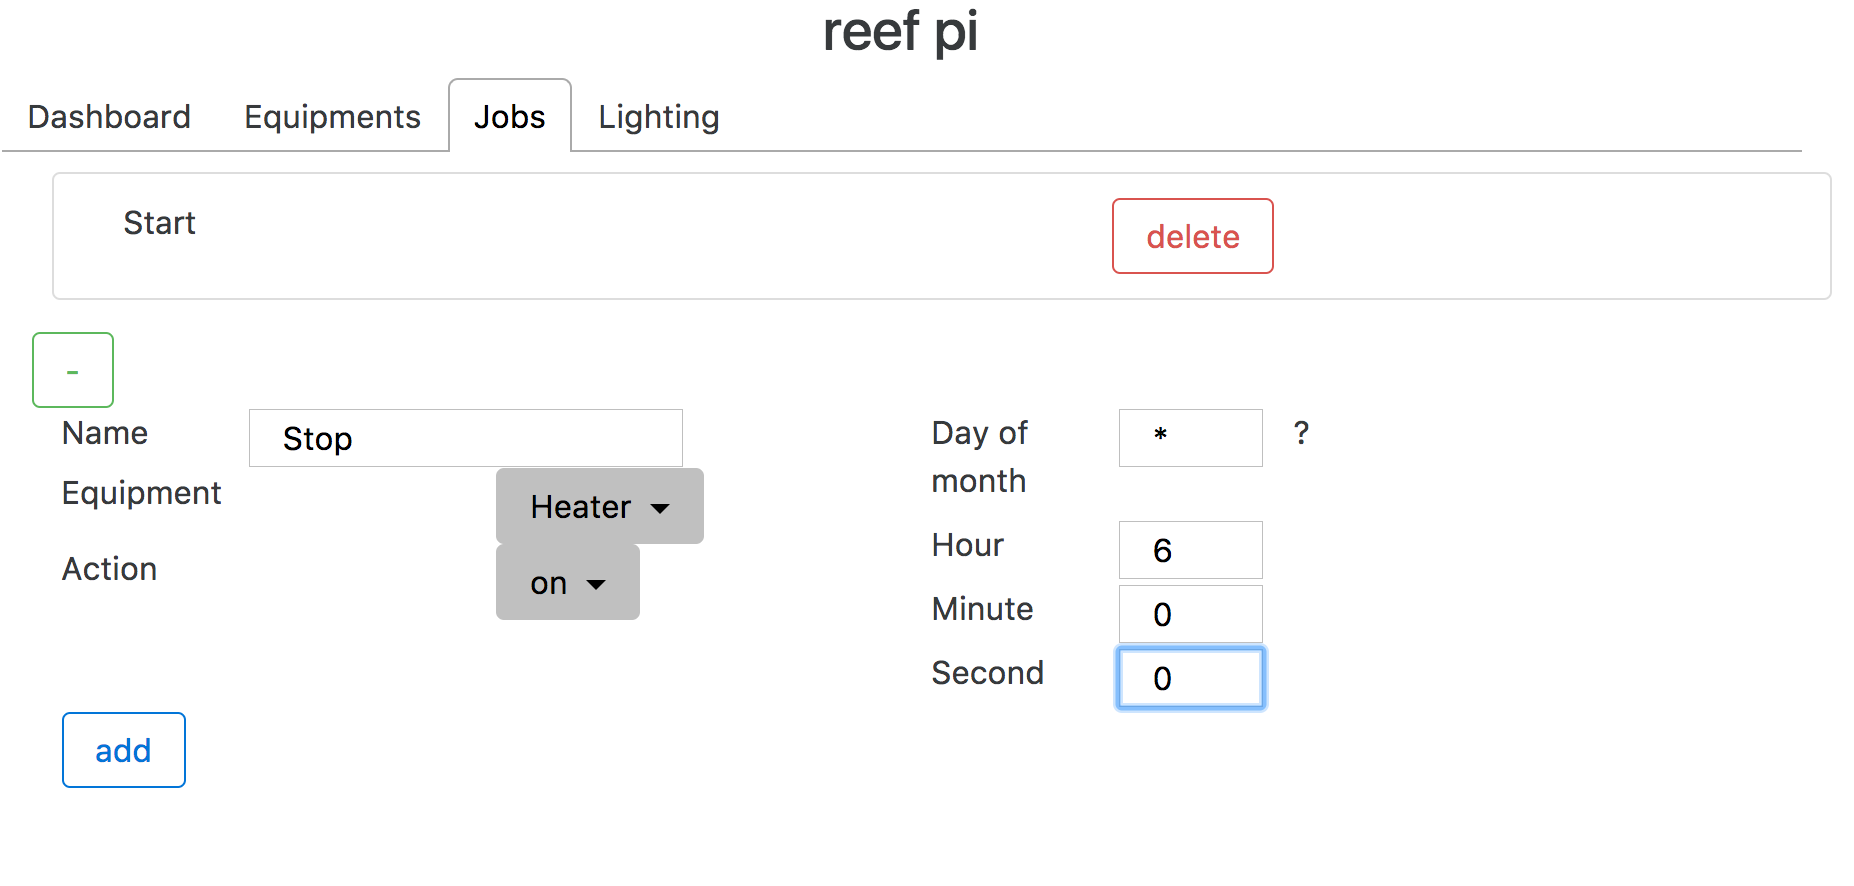 reef pi
Dashboard Equipments Jobs Lighting
Start delete
-
Name Stop
Equipment Heater
Action on
Day of month * ?
Hour 6
Minute 0
Second 0
add